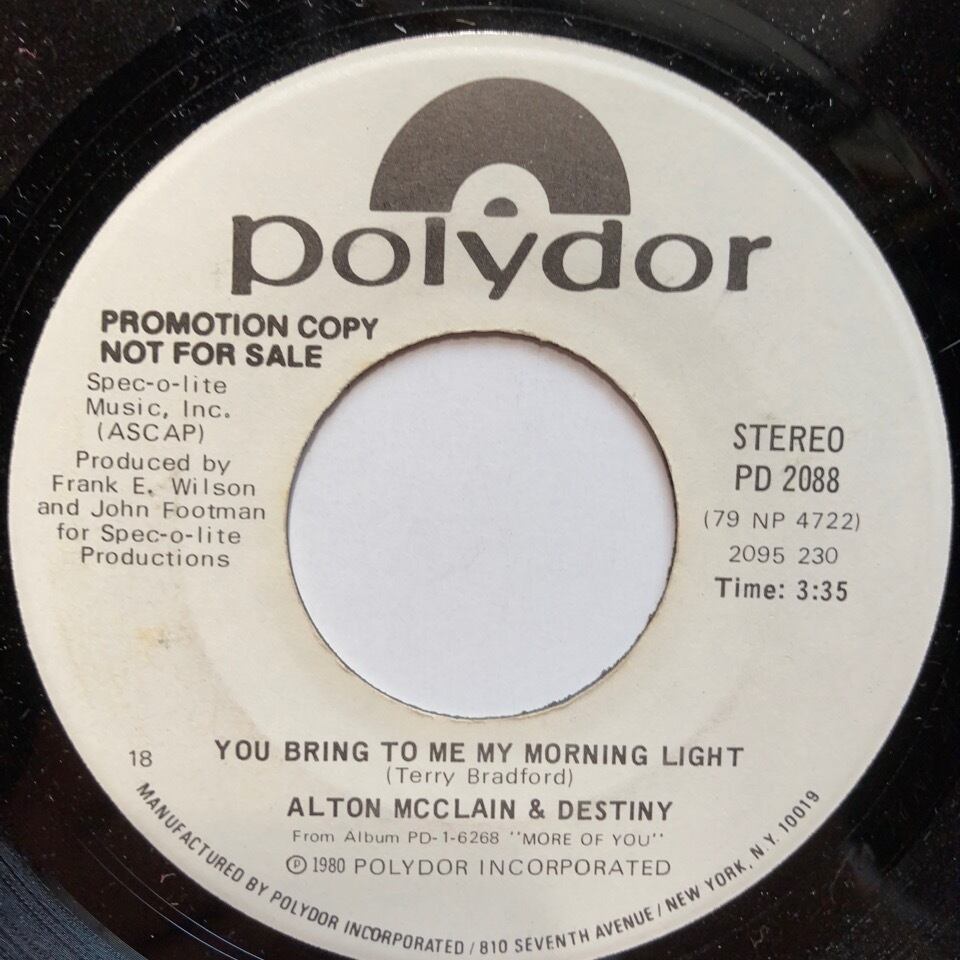 polydor
PROMOTION COPY
NOT FOR SALE
Spec-o-lite
Music, Inc.
(ASCAP)
Produced by
Frank E. Wilson
and John Footman
for Spec-o-lite
Productions
STEREO
PD 2088
(79 NP 4722)
2095 230
Time: 3:35
18
YOU BRING TO ME MY MORNING LIGHT
(Terry Bradford)
ALTON MCCLAIN & DESTINY
From Album PD-1-6268 "MORE OF YOU"
℗ 1980 POLYDOR INCORPORATED
MANUFACTURED BY POLYDOR INCORPORATED / 810 SEVENTH AVENUE / NEW YORK, N.Y. 10019